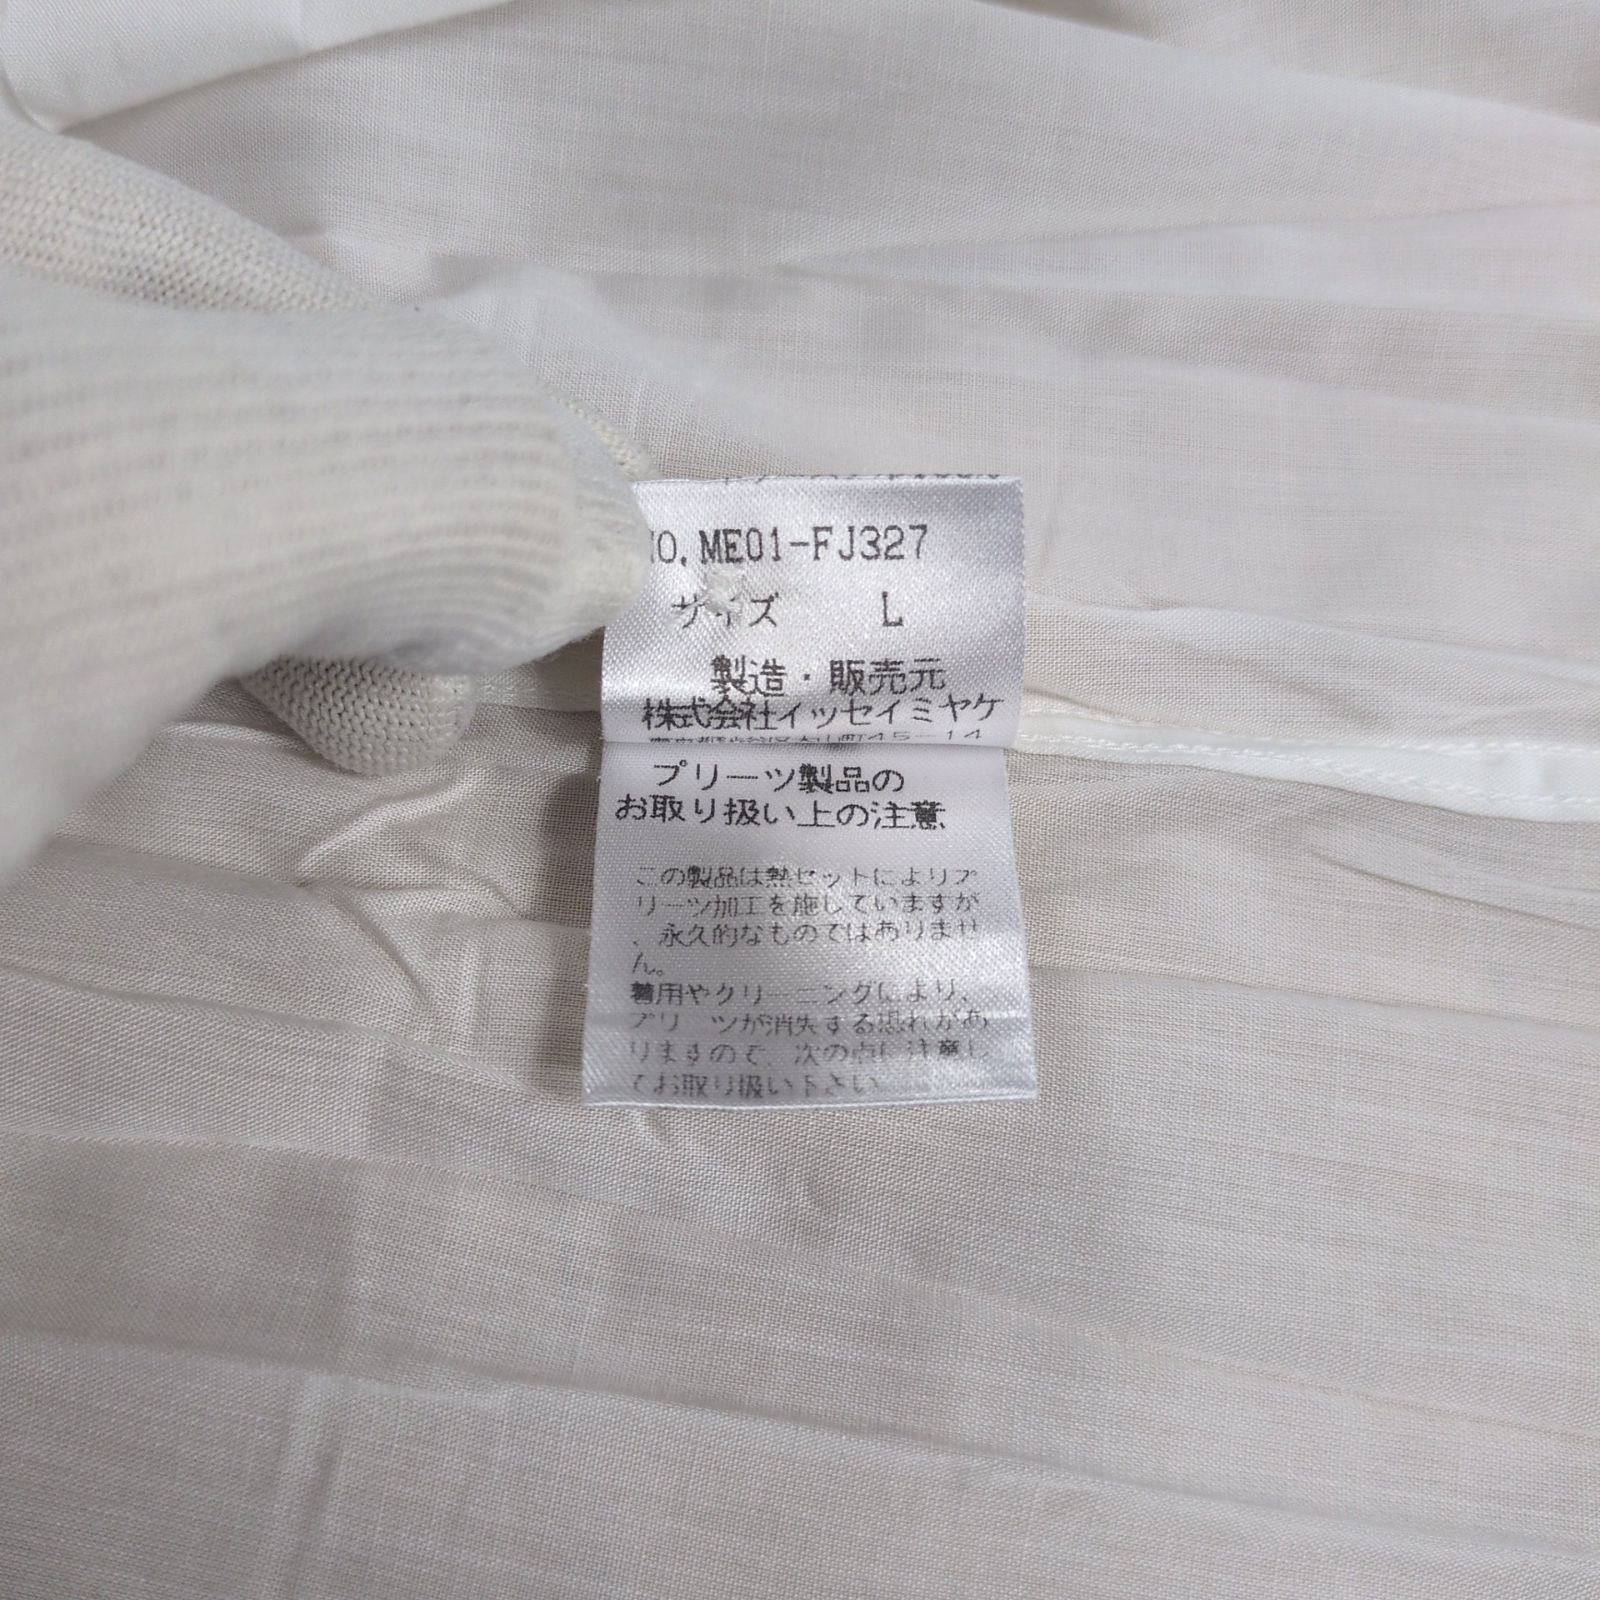 NO.ME01-FJ327
サイズ L
製造・販売元
株式会社イッセイミヤケ
45-14
プリーツ製品の
お取り扱い上の注意
この製品は熱セットによりプ
リーツ加工を施していますが
、永久的なものではありませ
ん。
着用やクリーニングにより、
プリーツが消失する恐れがあ
りますので、次の点に注意し
てお取り扱い下さい